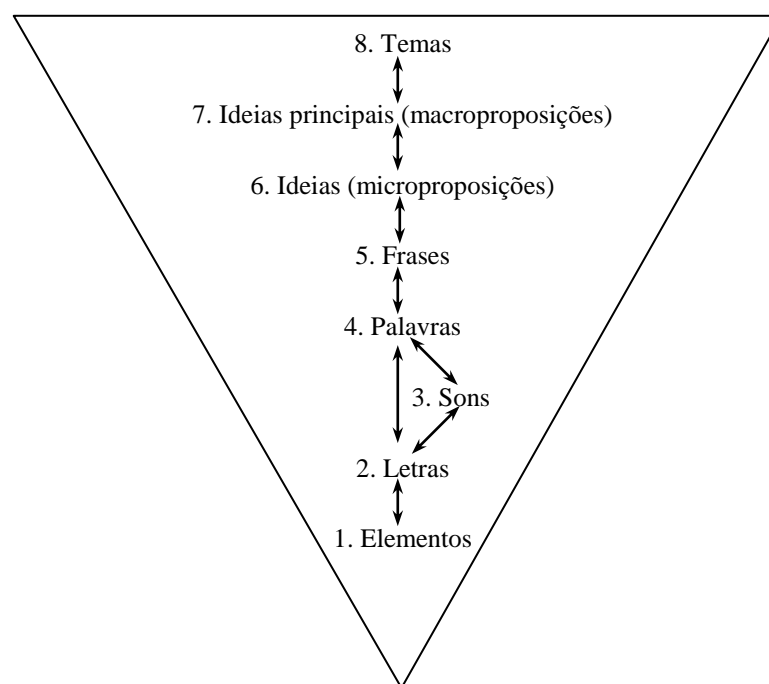 8. Temas
7. Ideias principais (macroproposições)
6. Ideias (microproposições)
5. Frases
4. Palavras
3. Sons
2. Letras
1. Elementos